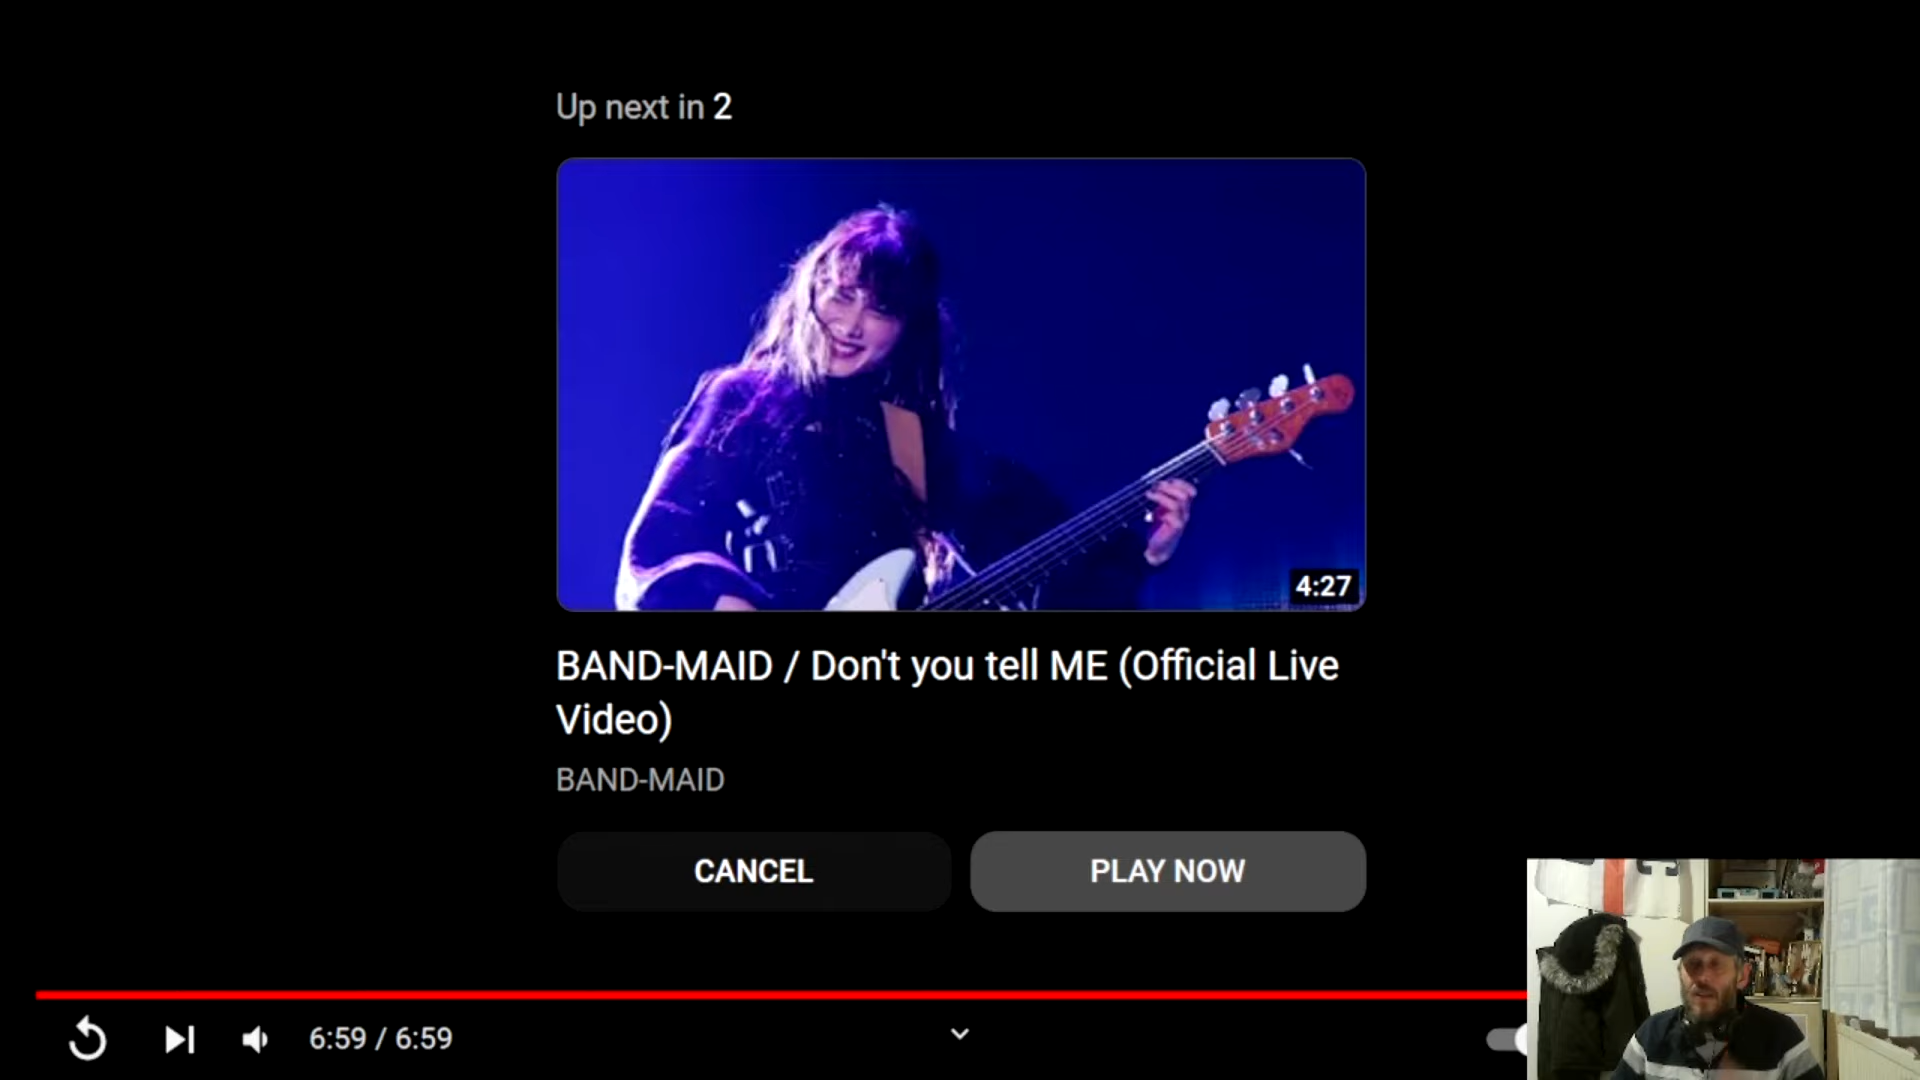 Up next in 2
4:27
BAND-MAID / Don't you tell ME (Official Live
Video)
BAND-MAID
CANCEL
PLAY NOW
6:59 / 6:59